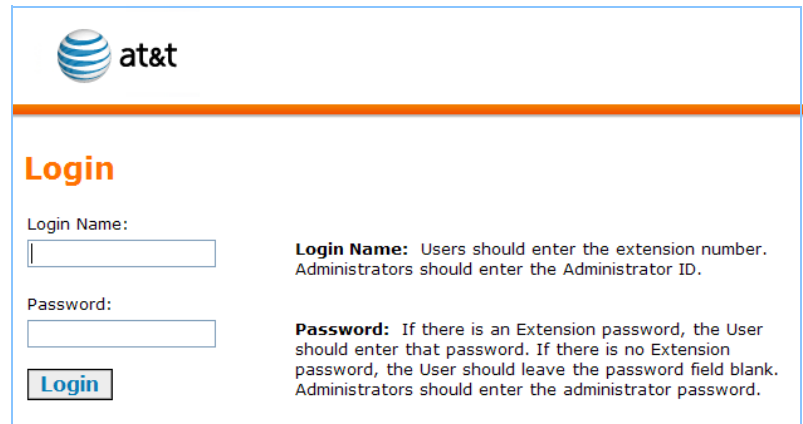 at&t
Login
Login Name:
Login Name: Users should enter the extension number.
Administrators should enter the Administrator ID.
Password:
Password: If there is an Extension password, the User
should enter that password. If there is no Extension
password, the User should leave the password field blank.
Administrators should enter the administrator password.
Login